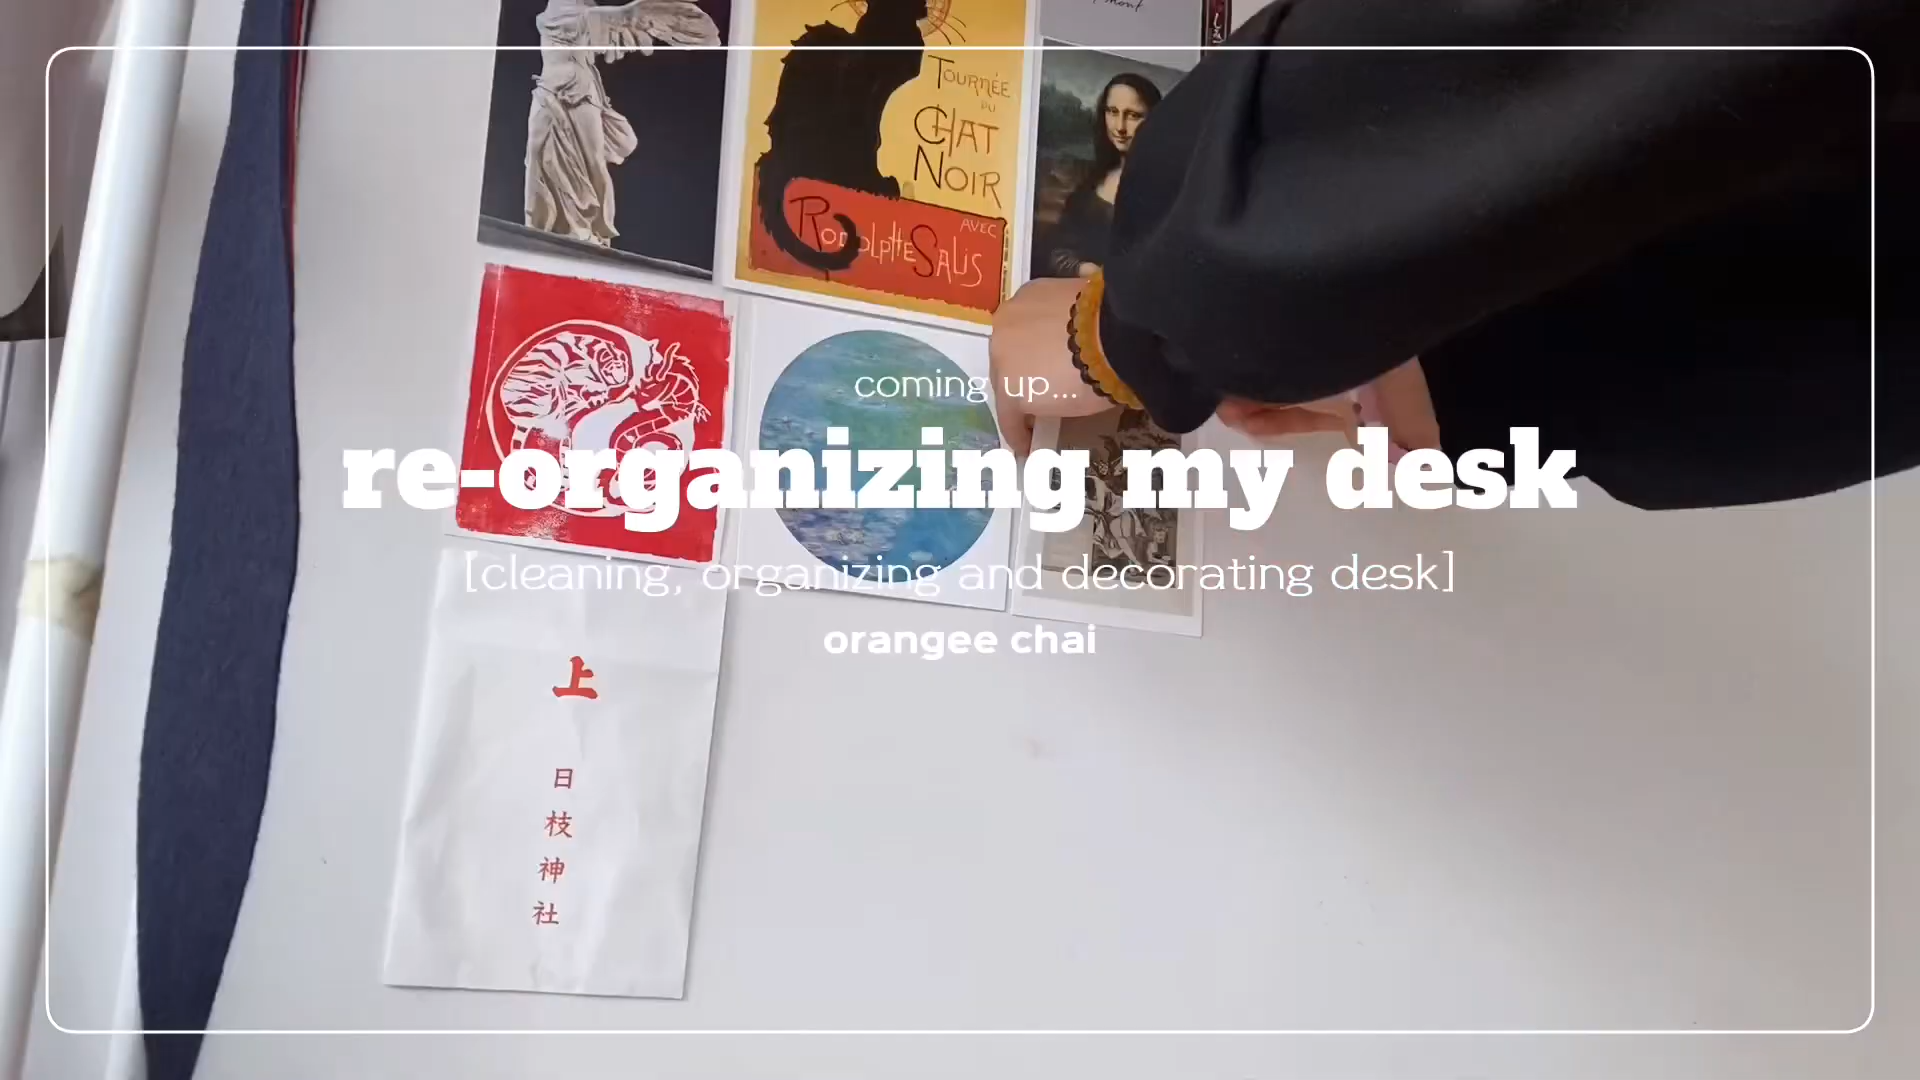 mont
TOURNÉE
DU
CHAT
NOIR
AVEC
RODOLPHE SALIS
coming up...
re-organizing my desk
[cleaning, organizing and decorating desk]
orangee chai
上
日
枝
神
社